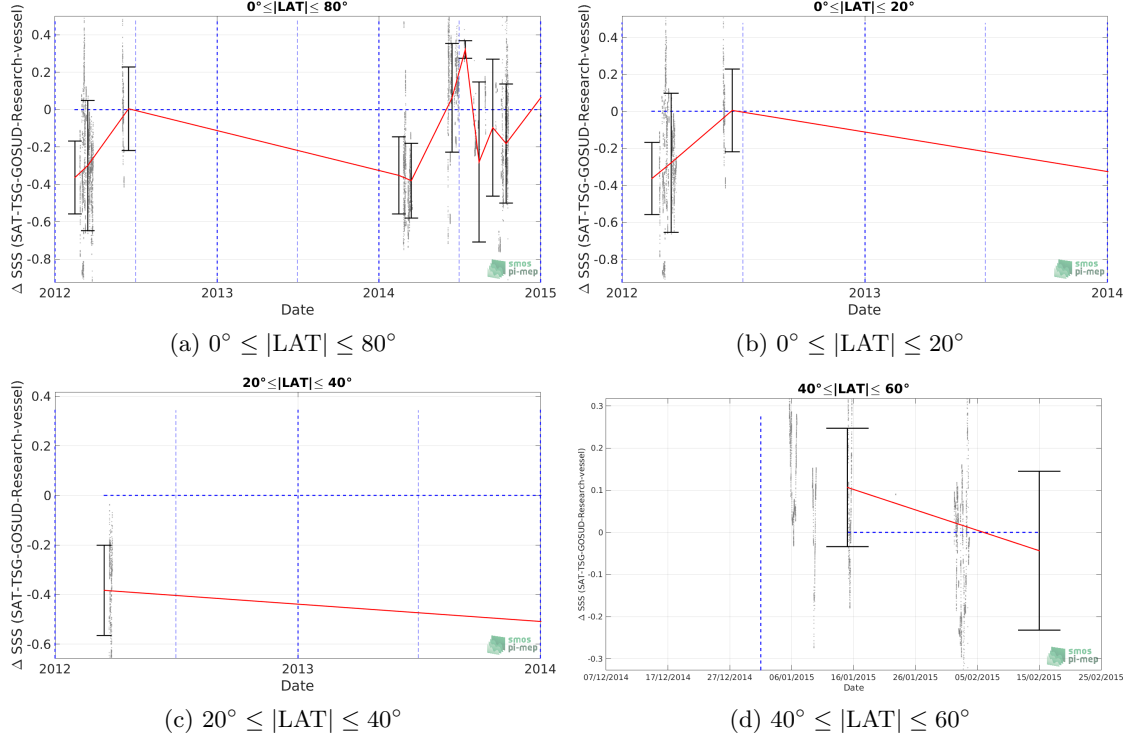 0°≤|LAT|≤ 80°
Δ SSS (SAT-TSG-GOSUD-Research-vessel)
0.4
0.2
0
-0.2
-0.4
-0.6
-0.8
2012
2013
2014
2015
Date
smos
pi-mep
(a) 0° ≤ |LAT| ≤ 80°
0°≤|LAT|≤ 20°
Δ SSS (SAT-TSG-GOSUD-Research-vessel)
0.4
0.2
0
-0.2
-0.4
-0.6
-0.8
2012
2013
2014
Date
smos
pi-mep
(b) 0° ≤ |LAT| ≤ 20°
20°≤|LAT|≤ 40°
Δ SSS (SAT-TSG-GOSUD-Research-vessel)
0.4
0.2
0
-0.2
-0.4
-0.6
2012
2013
2014
Date
smos
pi-mep
(c) 20° ≤ |LAT| ≤ 40°
40°≤|LAT|≤ 60°
Δ SSS (SAT-TSG-GOSUD-Research-vessel)
0.3
0.2
0.1
0
-0.1
-0.2
-0.3
07/12/2014
17/12/2014
27/12/2014
06/01/2015
16/01/2015
26/01/2015
05/02/2015
15/02/2015
25/02/2015
Date
smos
pi-mep
(d) 40° ≤ |LAT| ≤ 60°